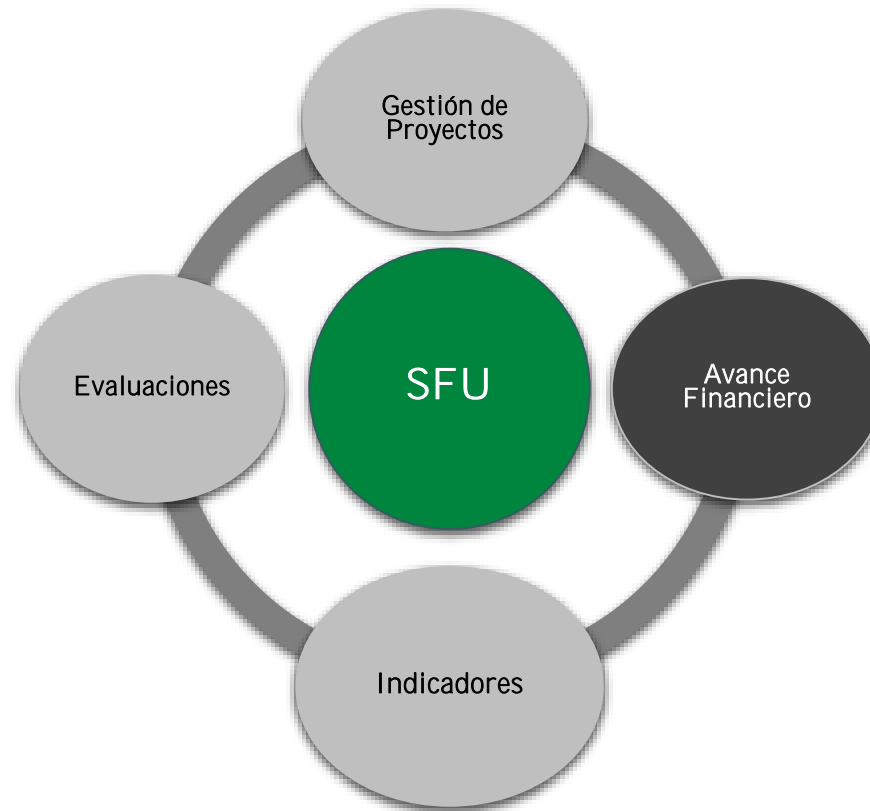 Gestión de
Proyectos
Evaluaciones
SFU
Avance
Financiero
Indicadores